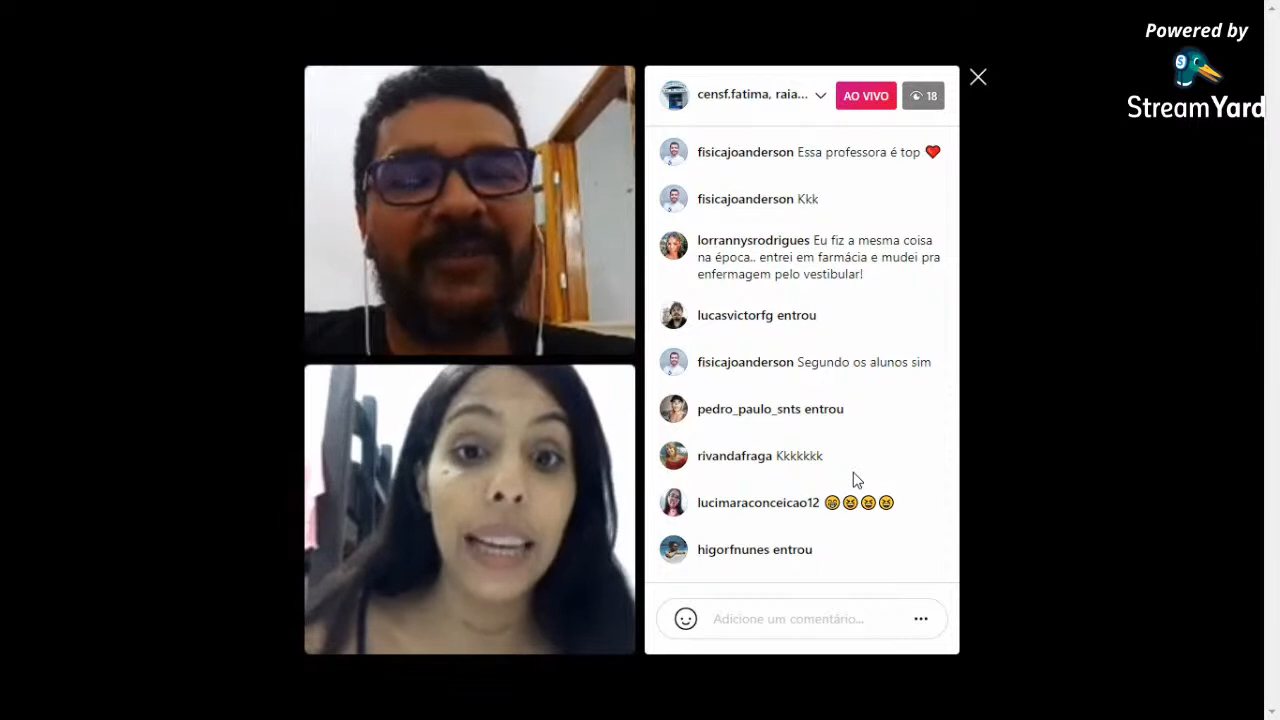 Powered by
StreamYard
censf.fatima, raia...
AO VIVO
18
fisicajoanderson Essa professora é top ❤️
fisicajoanderson Kkk
lorrannysrodrigues Eu fiz a mesma coisa
na época.. entrei em farmácia e mudei pra
enfermagem pelo vestibular!
lucasvictorfg entrou
fisicajoanderson Segundo os alunos sim
pedro_paulo_snts entrou
rivandafraga Kkkkkkk
lucimaraconceicao12 😁😆😆😆
higorfnunes entrou
Adicione um comentário...